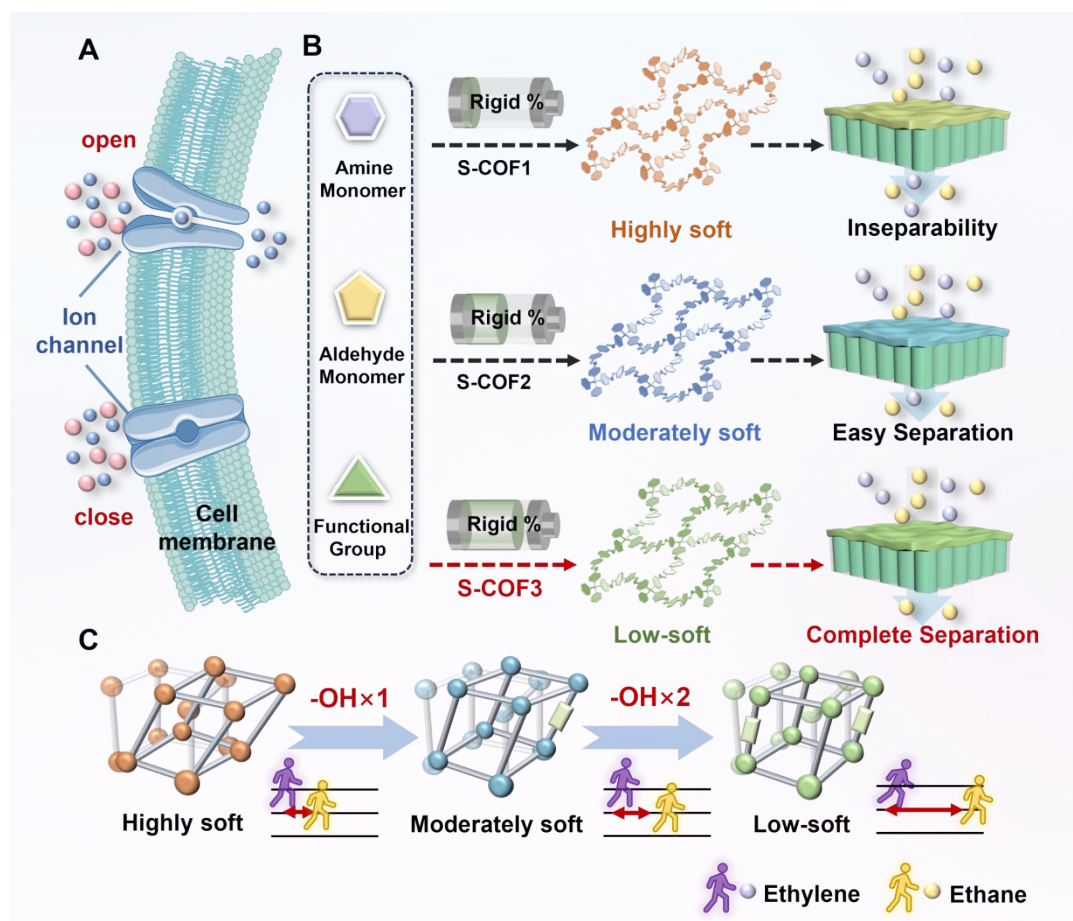 A
open
Ion
channel
close
Cell
membrane
B
Amine
Monomer
Aldehyde
Monomer
Functional
Group
Rigid %
S-COF1
Highly soft
Inseparability
Rigid %
S-COF2
Moderately soft
Easy Separation
Rigid %
S-COF3
Low-soft
Complete Separation
C
-OH×1
-OH×2
Highly soft
Moderately soft
Low-soft
Ethylene
Ethane